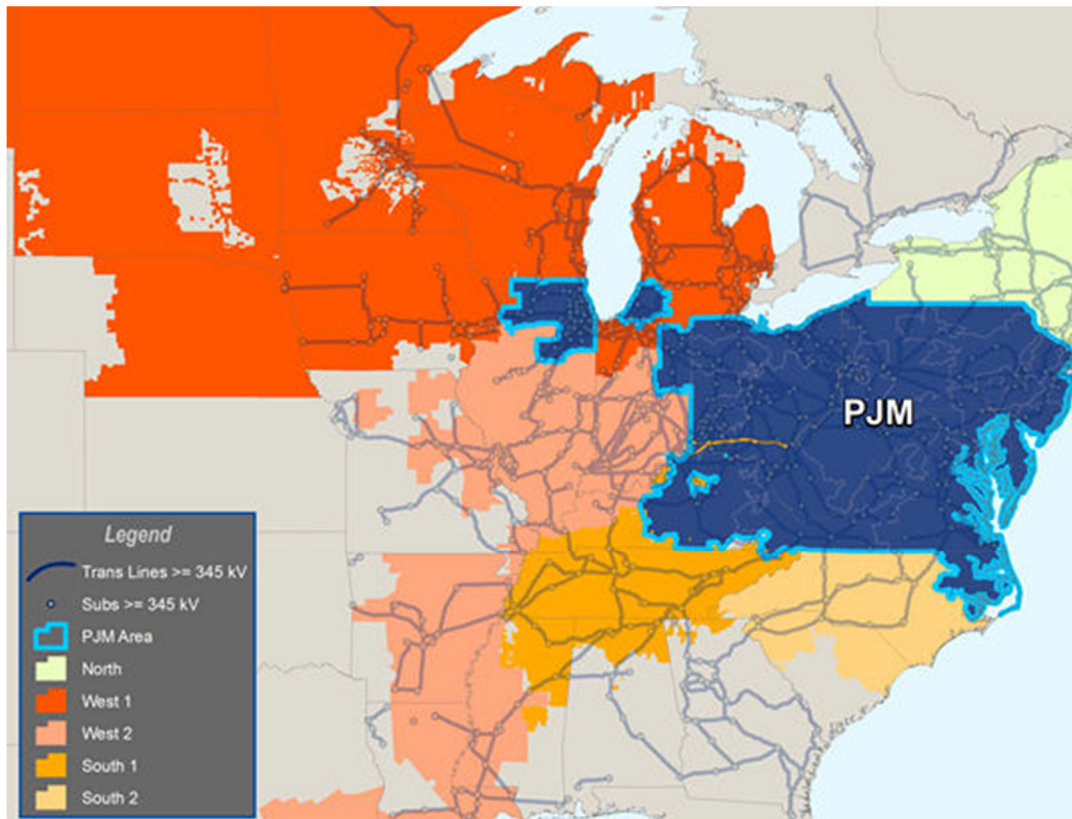 PJM
Legend
Trans Lines >= 345 kV
Subs >= 345 kV
PJM Area
North
West 1
West 2
South 1
South 2